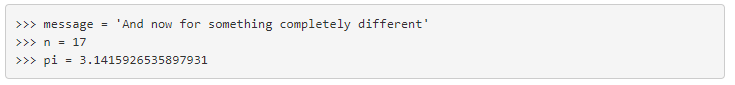 >>> message = 'And now for something completely different'
>>> n = 17
>>> pi = 3.1415926535897931